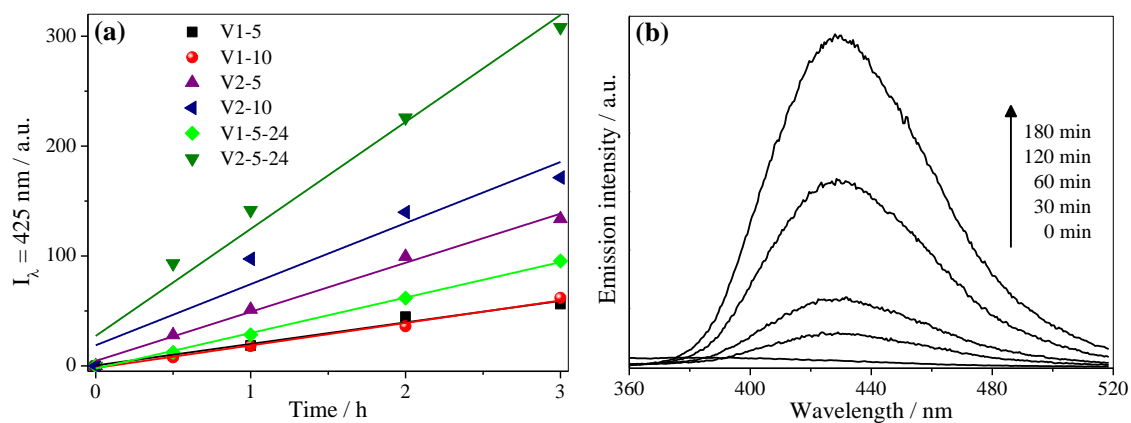 (a)
V1-5
V1-10
V2-5
V2-10
V1-5-24
V2-5-24
300
200
100
0
I λ = 425 nm / a.u.
0
1
2
3
Time / h
(b)
180 min
120 min
60 min
30 min
0 min
Emission intensity / a.u.
360
400
440
480
520
Wavelength / nm